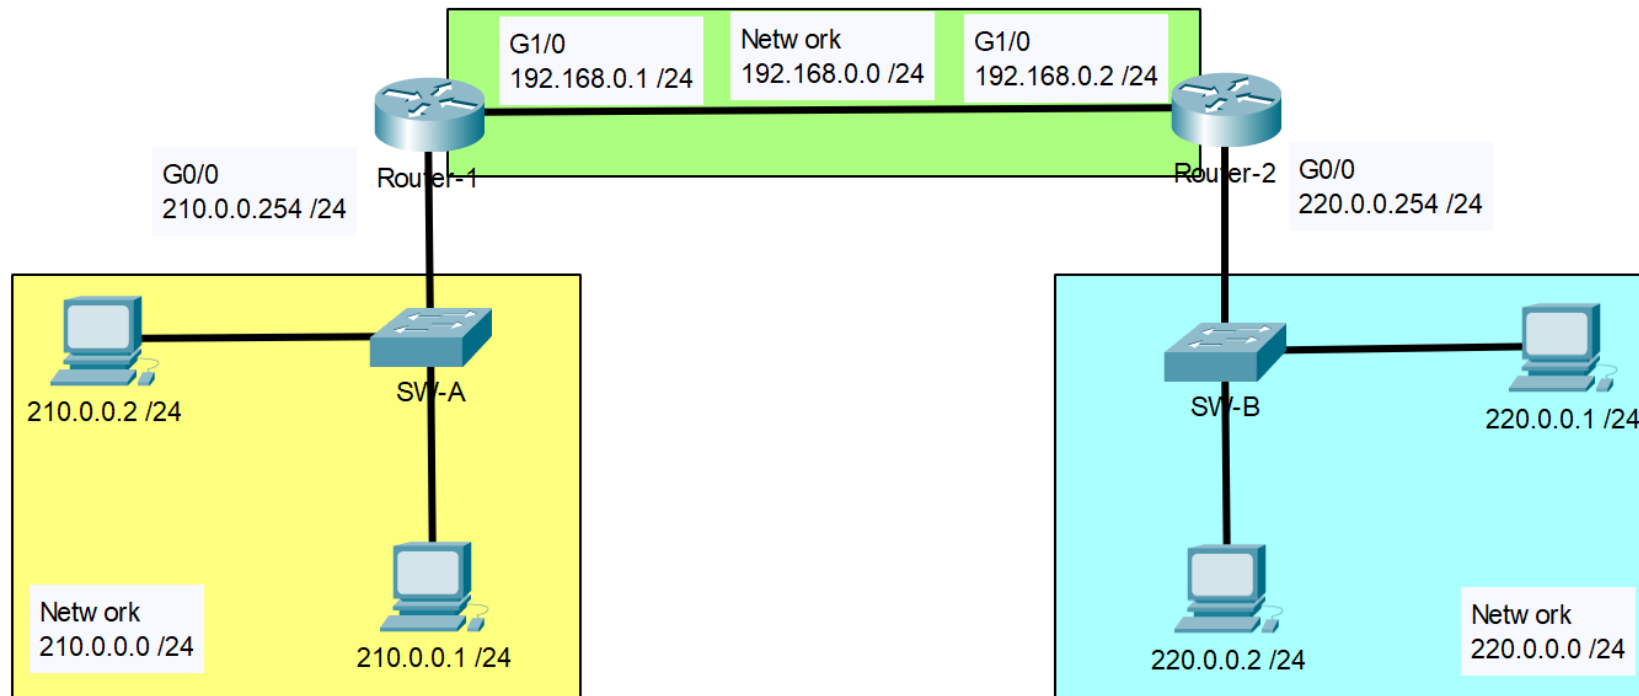 G1/0
192.168.0.1 /24
Netw ork
192.168.0.0 /24
G1/0
192.168.0.2 /24
Router-1
Router-2
G0/0
210.0.0.254 /24
G0/0
220.0.0.254 /24
SW-A
SW-B
210.0.0.2 /24
220.0.0.1 /24
Netw ork
210.0.0.0 /24
210.0.0.1 /24
220.0.0.2 /24
Netw ork
220.0.0.0 /24